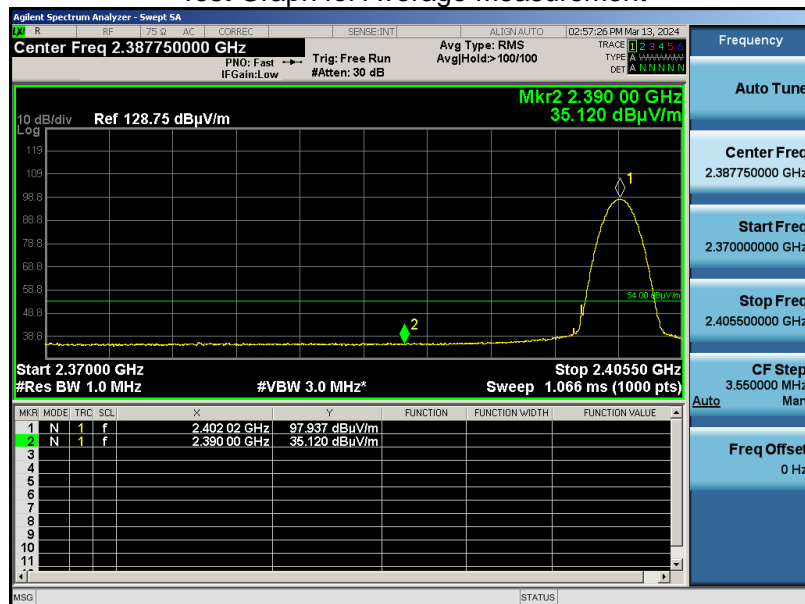 Agilent Spectrum Analyzer - Swept SA
LXI R RF 75 Ω AC CORREC SENSE:INT ALIGN AUTO 02:57:26 PM Mar 13, 2024
Center Freq 2.387750000 GHz
PNO: Fast
IFGain:Low
Trig: Free Run
#Atten: 30 dB
Avg Type: RMS
Avg|Hold:>100/100
TRACE 1 2 3 4 5 6
TYPE A WWWWW
DET A N N N N N
Mkr2 2.390 00 GHz
35.120 dBµV/m
10 dB/div Ref 128.75 dBµV/m
Log
119
109
98.8
88.8
78.8
68.8
58.8
48.8
38.8
1
2
54.00 dBµV/m
Start 2.37000 GHz Stop 2.40550 GHz
#Res BW 1.0 MHz #VBW 3.0 MHz* Sweep 1.066 ms (1000 pts)
MKR MODE TRC SCL X Y FUNCTION FUNCTION WIDTH FUNCTION VALUE
1 N 1 f 2.402 02 GHz 97.937 dBµV/m
2 N 1 f 2.390 00 GHz 35.120 dBµV/m
3
4
5
6
7
8
9
10
11
MSG STATUS
Frequency
Auto Tune
Center Freq
2.387750000 GHz
Start Freq
2.370000000 GHz
Stop Freq
2.405500000 GHz
CF Step
3.550000 MHz
Auto Man
Freq Offset
0 Hz